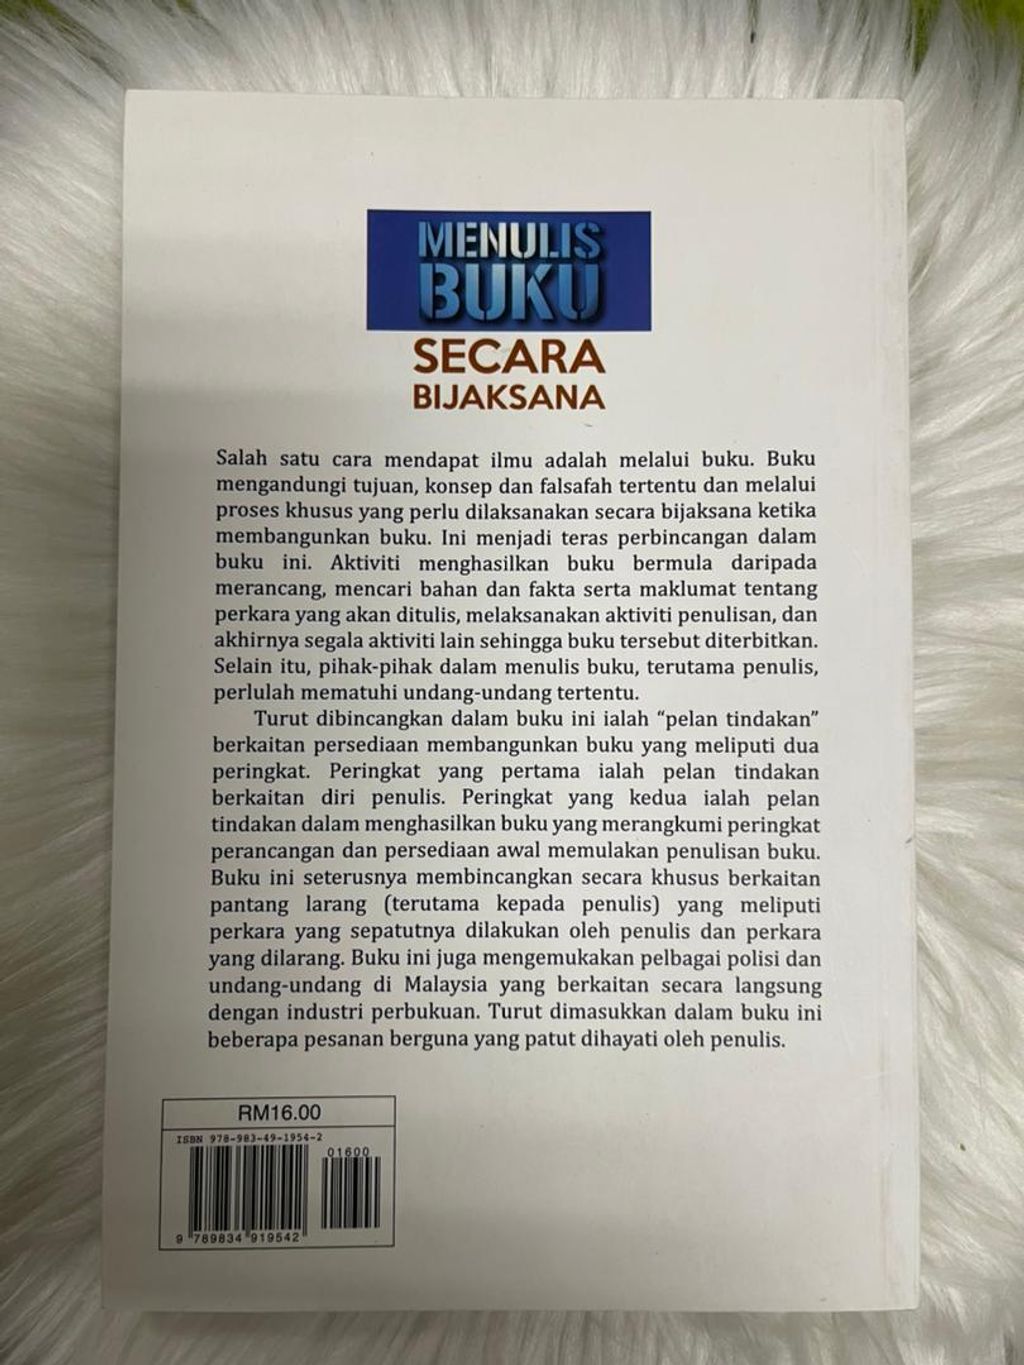 MENULIS
BUKU
SECARA
BIJAKSANA
Salah satu cara mendapat ilmu adalah melalui buku. Buku
mengandungi tujuan, konsep dan falsafah tertentu dan melalui
proses khusus yang perlu dilaksanakan secara bijaksana ketika
membangunkan buku. Ini menjadi teras perbincangan dalam
buku ini. Aktiviti menghasilkan buku bermula daripada
merancang, mencari bahan dan fakta serta maklumat tentang
perkara yang akan ditulis, melaksanakan aktiviti penulisan, dan
akhirnya segala aktiviti lain sehingga buku tersebut diterbitkan.
Selain itu, pihak-pihak dalam menulis buku, terutama penulis,
perlulah mematuhi undang-undang tertentu.
Turut dibincangkan dalam buku ini ialah “pelan tindakan”
berkaitan persediaan membangunkan buku yang meliputi dua
peringkat. Peringkat yang pertama ialah pelan tindakan
berkaitan diri penulis. Peringkat yang kedua ialah pelan
tindakan dalam menghasilkan buku yang merangkumi peringkat
perancangan dan persediaan awal memulakan penulisan buku.
Buku ini seterusnya membincangkan secara khusus berkaitan
pantang larang (terutama kepada penulis) yang meliputi
perkara yang sepatutnya dilakukan oleh penulis dan perkara
yang dilarang. Buku ini juga mengemukakan pelbagai polisi dan
undang-undang di Malaysia yang berkaitan secara langsung
dengan industri perbukuan. Turut dimasukkan dalam buku ini
beberapa pesanan berguna yang patut dihayati oleh penulis.
RM16.00
ISBN 978-983-49-1954-2
01600
9 789834 919542